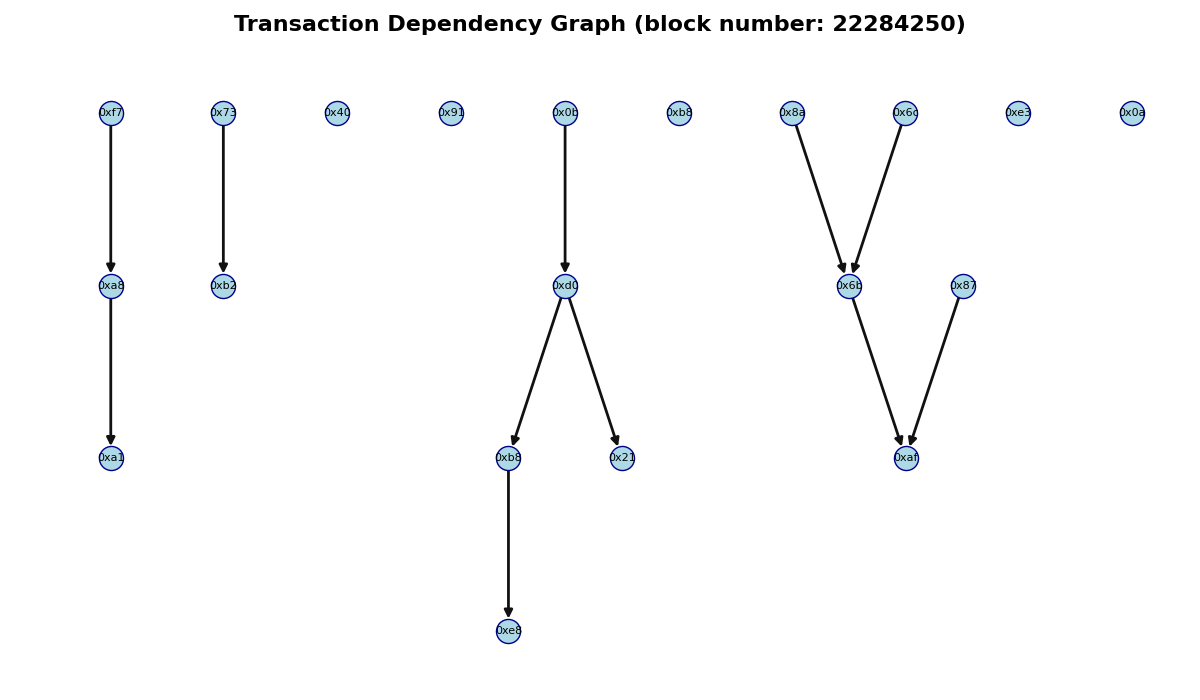 Transaction Dependency Graph (block number: 22284250)
0xf7 0x73 0x40 0x91 0x0b 0xb8 0x8a 0x6c 0xe3 0x0a
0xa8 0xb2 0xd0 0x6b 0x87
0xa1 0xb8 0x21 0xaf
0xe8